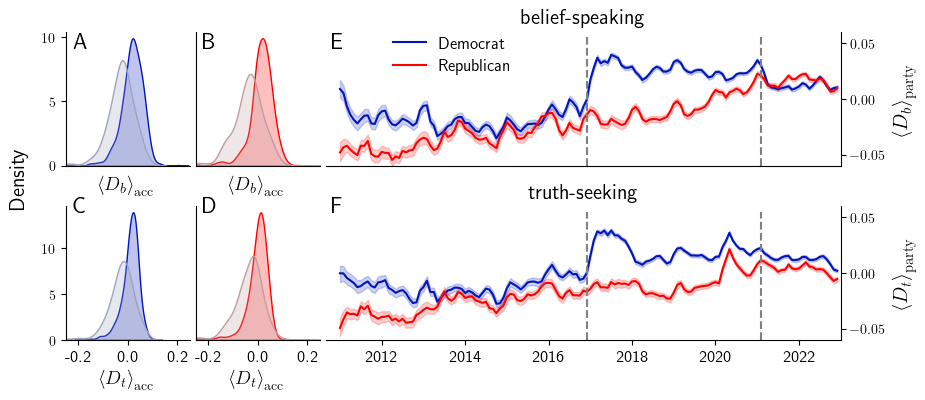 belief-speaking
A
B
E
Democrat
Republican
10
5
0
0.05
0.00
−0.05
⟨D_b⟩_party
⟨D_b⟩_acc
⟨D_b⟩_acc
Density
truth-seeking
C
D
F
10
5
0
0.05
0.00
−0.05
⟨D_t⟩_party
-0.2 0.0 0.2
-0.2 0.0 0.2
2012 2014 2016 2018 2020 2022
⟨D_t⟩_acc
⟨D_t⟩_acc